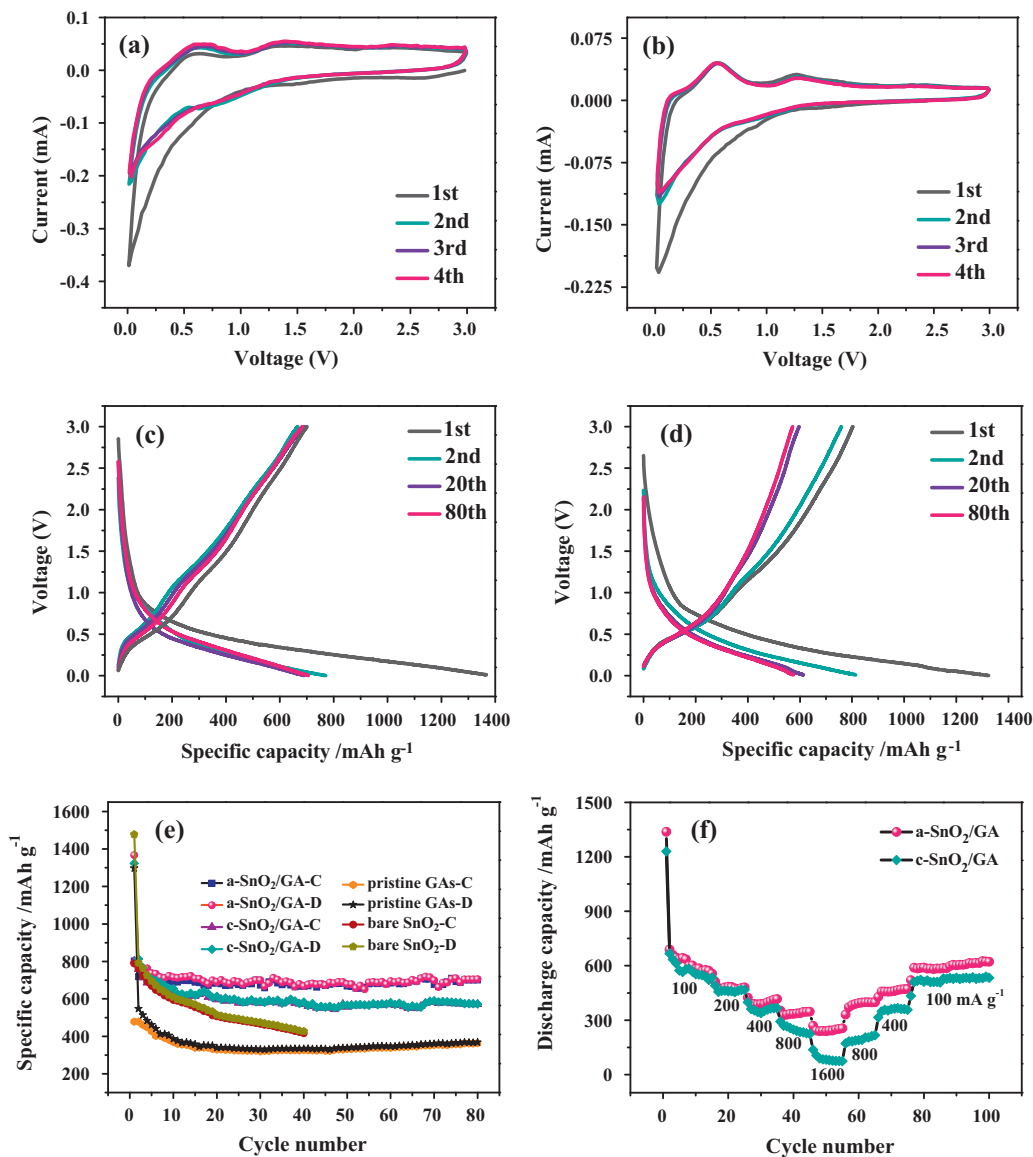 (a)
0.1
0.0
-0.1
-0.2
-0.3
-0.4
Current (mA)
1st
2nd
3rd
4th
0.0 0.5 1.0 1.5 2.0 2.5 3.0
Voltage (V)
(b)
0.075
0.000
-0.075
-0.150
-0.225
Current (mA)
1st
2nd
3rd
4th
0.0 0.5 1.0 1.5 2.0 2.5 3.0
Voltage (V)
(c)
3.0
2.5
2.0
1.5
1.0
0.5
0.0
Voltage (V)
1st
2nd
20th
80th
0 200 400 600 800 1000 1200 1400
Specific capacity /mAh g⁻¹
(d)
3.0
2.5
2.0
1.5
1.0
0.5
0.0
Voltage (V)
1st
2nd
20th
80th
0 200 400 600 800 1000 1200 1400
Specific capacity /mAh g⁻¹
(e)
1600
1400
1200
1000
800
600
400
200
Specific capacity /mAh g⁻¹
a-SnO₂/GA-C
a-SnO₂/GA-D
c-SnO₂/GA-C
c-SnO₂/GA-D
pristine GAs-C
pristine GAs-D
bare SnO₂-C
bare SnO₂-D
0 10 20 30 40 50 60 70 80
Cycle number
(f)
1500
1200
900
600
300
0
Discharge capacity /mAh g⁻¹
a-SnO₂/GA
c-SnO₂/GA
100
200
400
800
1600
800
400
100 mA g⁻¹
0 20 40 60 80 100
Cycle number